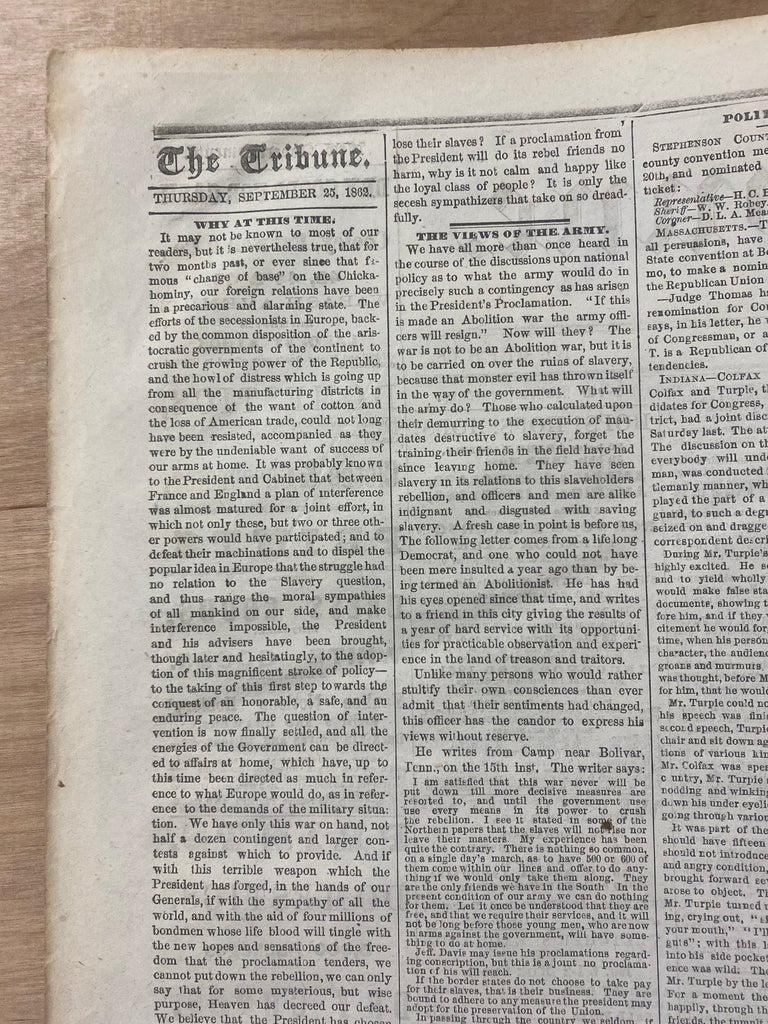 The Tribune.
THURSDAY, SEPTEMBER 25, 1862.
WHY AT THIS TIME.
It may not be known to most of our
readers, but it is nevertheless true, that for
two months past, or ever since that fa-
mous "change of base" on the Chicka-
hominy, our foreign relations have been
in a precarious and alarming state. The
efforts of the secessionists in Europe, back-
ed by the common disposition of the aris-
tocratic governments of the continent to
crush the growing power of the Republic,
and the howl of distress which is going up
from all the manufacturing districts in
consequence of the want of cotton and
the loss of American trade, could not long
have been resisted, accompanied as they
were by the undeniable want of success of
our arms at home. It was probably known
to the President and Cabinet that between
France and England a plan of interference
was almost matured for a joint effort, in
which not only these, but two or three oth-
er powers would have participated; and to
defeat their machinations and to dispel the
popular idea in Europe that the struggle had
no relation to the Slavery question,
and thus range the moral sympathies
of all mankind on our side, and make
interference impossible, the President
and his advisers have been brought,
though later and hesitatingly, to the adop-
tion of this magnificent stroke of policy—
to the taking of this first step towards the
conquest of an honorable, a safe, and an
enduring peace. The question of inter-
vention is now finally settled, and all the
energies of the Government can be direct-
ed to affairs at home, which have, up to
this time been directed as much in refer-
ence to what Europe would do, as in refer-
ence to the demands of the military situa-
tion. We have only this war on hand, not
half a dozen contingent and larger con-
tests against which to provide. And if
with this terrible weapon which the
President has forged, in the hands of our
Generals, if with the sympathy of all the
world, and with the aid of four millions of
bondmen whose life blood will tingle with
the new hopes and sensations of the free-
dom that the proclamation tenders, we
cannot put down the rebellion, we can only
say that for some mysterious, but wise
purpose, Heaven has decreed our defeat.
We believe that the President has chosen
lose their slaves? If a proclamation from
the President will do its rebel friends no
harm, why is it not calm and happy like
the loyal class of people? It is only the
secesh sympathizers that take on so dread-
fully.
THE VIEWS OF THE ARMY.
We have all more than once heard in
the course of the discussions upon national
policy as to what the army would do in
precisely such a contingency as has arisen
in the President's Proclamation. "If this
is made an Abolition war the army offi-
cers will resign." Now will they? The
war is not to be an Abolition war, but it is
to be carried on over the ruins of slavery,
because that monster evil has thrown itself
in the way of the government. What will
the army do? Those who calculated upon
their demurring to the execution of man-
dates destructive to slavery, forget the
training their friends in the field have had
since leaving home. They have seen
slavery in its relations to this slaveholders
rebellion, and officers and men are alike
indignant and disgusted with saving
slavery. A fresh case in point is before us,
The following letter comes from a life long
Democrat, and one who could not have
been more insulted a year ago than by be-
ing termed an Abolitionist. He has had
his eyes opened since that time, and writes
to a friend in this city giving the results of
a year of hard service with its opportuni-
ties for practicable observation and experi-
ence in the land of treason and traitors.
Unlike many persons who would rather
stultify their own consciences than ever
admit that their sentiments had changed,
this officer has the candor to express his
views without reserve.
He writes from Camp near Bolivar,
Tenn., on the 15th inst. The writer says:
I am satisfied that this war never will be
put down till more decisive measures are
resorted to, and until the government use
use every means in its power to crush
the rebellion. I see it stated in some of the
Northern papers that the slaves will not rise nor
leave their masters. My experience has been
quite the contrary. There is nothing so common,
on a single day's march, as to have 500 or 600 of
them come within our lines and offer to do any-
thing if we would only take them along. They
are the only friends we have in the South. In the
present condition of our army we can do nothing
for them. Let it once be understood that they are
free, and that we require their services, and it will
not be long before those young men, who are now
in arms against the government, will have some-
thing to do at home.
Jeff. Davis may issue his proclamations regard-
ing conscription, but this is a joint no proclama-
tion of his will reach.
If the border states do not choose to take pay
for their slaves, that is their business. They are
bound to adhere to any measure the president may
adopt for the preservation of the Union.
In passing through the country we seldom if
POLI
STEPHENSON COUN
county convention me
20th, and nominated
ticket:
Representative—H. C. B
Sheriff—W. W. Robey.
Coroner—D. L. A. Mea
MASSACHUSETTS.—T
all persuasions, have
State convention at Bo
mo, to make a nomin
the Republican Union
—Judge Thomas h
renomination for Con
says, in his letter, he
of Congressman, or a
T. is a Republican of
tendencies.
INDIANA—COLFAX
Colfax and Turpie, t
didates for Congress,
trict, had a joint disc
Saturday last. The at
The discussion on th
everybody will und
man, was conducted
tlemanly manner, wh
played the part of a
guard, to such a degr
seized on and dragge
correspondent descri
During Mr. Turpie's
highly excited. He s
and to yield wholly
would make false sta
documents, showing t
fore him, and if they
citement he would for
time, when his person
character, the audienc
groans and murmurs.
was thought, before M
for him, that he woul
Mr. Turpie could no
his speech was fini
second speech, Turpi
chair and sit down ag
tions of various kin
Mr. Colfax was spe
country, Mr. Turpie
nodding and winking
down his under eyeli
going through variou
It was part of the
should have fifteen
should not introduce
and angry condition,
brought forward sev
arose to object. T
Mr. Turpie turned
ing, crying out, "s
your mouth," "I'l
guts"; with this
into his side pocket
ence was wild. The
Mr. Turpie by the le
For a moment the
happily, through th
friends, the tumult